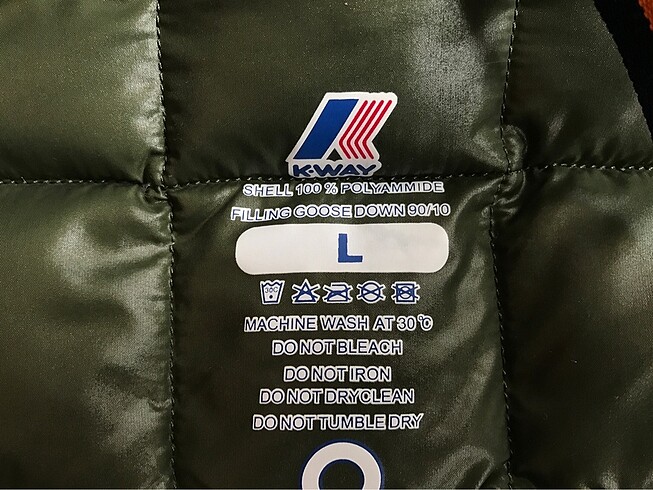 K-WAY
SHELL 100 % POLYAMMIDE
FILLING GOOSE DOWN 90/10
L
30C
MACHINE WASH AT 30 °C
DO NOT BLEACH
DO NOT IRON
DO NOT DRYCLEAN
DO NOT TUMBLE DRY